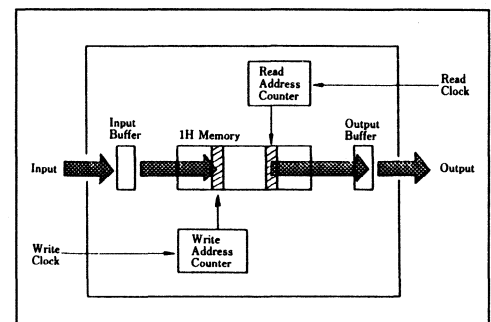 Read
Address
Counter
Read
Clock
Input
Buffer
1H Memory
Output
Buffer
Input
Output
Write
Clock
Write
Address
Counter